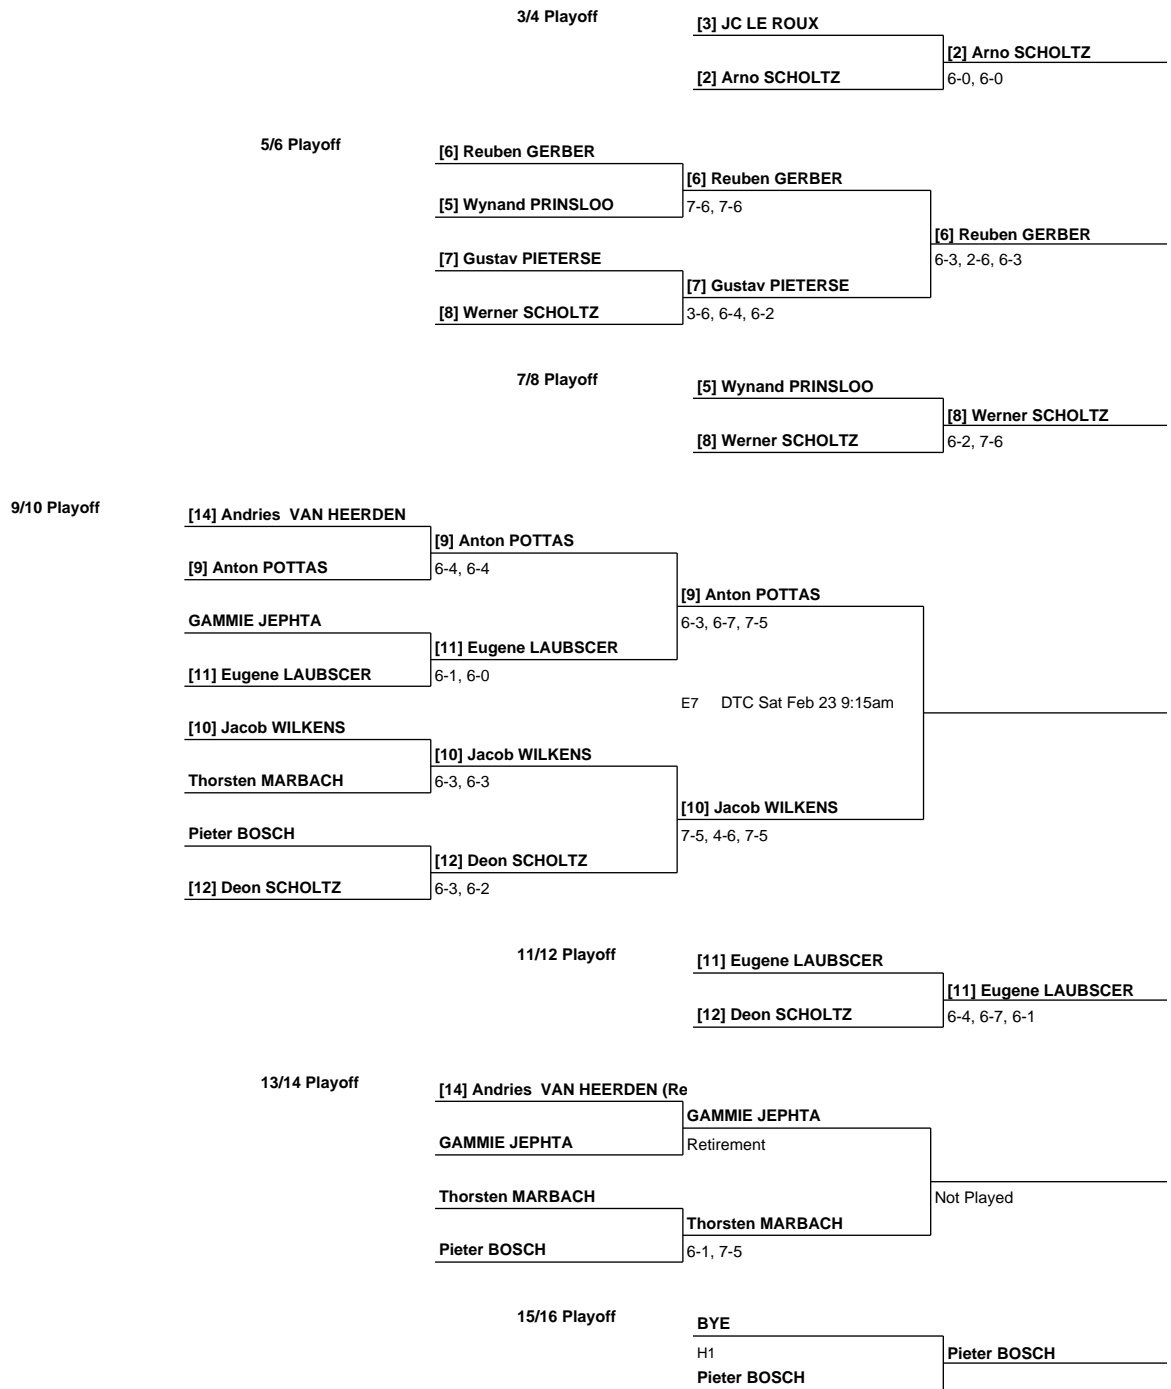 3/4 Playoff
[3] JC LE ROUX
[2] Arno SCHOLTZ
[2] Arno SCHOLTZ
6-0, 6-0
5/6 Playoff
[6] Reuben GERBER
[6] Reuben GERBER
[5] Wynand PRINSLOO
7-6, 7-6
[6] Reuben GERBER
[7] Gustav PIETERSE
6-3, 2-6, 6-3
[7] Gustav PIETERSE
[8] Werner SCHOLTZ
3-6, 6-4, 6-2
7/8 Playoff
[5] Wynand PRINSLOO
[8] Werner SCHOLTZ
[8] Werner SCHOLTZ
6-2, 7-6
9/10 Playoff
[14] Andries  VAN HEERDEN
[9] Anton POTTAS
[9] Anton POTTAS
6-4, 6-4
[9] Anton POTTAS
GAMMIE JEPHTA
6-3, 6-7, 7-5
[11] Eugene LAUBSCER
[11] Eugene LAUBSCER
6-1, 6-0
E7 DTC Sat Feb 23 9:15am
[10] Jacob WILKENS
[10] Jacob WILKENS
Thorsten MARBACH
6-3, 6-3
[10] Jacob WILKENS
Pieter BOSCH
7-5, 4-6, 7-5
[12] Deon SCHOLTZ
[12] Deon SCHOLTZ
6-3, 6-2
11/12 Playoff
[11] Eugene LAUBSCER
[11] Eugene LAUBSCER
[12] Deon SCHOLTZ
6-4, 6-7, 6-1
13/14 Playoff
[14] Andries  VAN HEERDEN (Re
GAMMIE JEPHTA
GAMMIE JEPHTA
Retirement
Thorsten MARBACH
Not Played
Thorsten MARBACH
Pieter BOSCH
6-1, 7-5
15/16 Playoff
BYE
H1
Pieter BOSCH
Pieter BOSCH